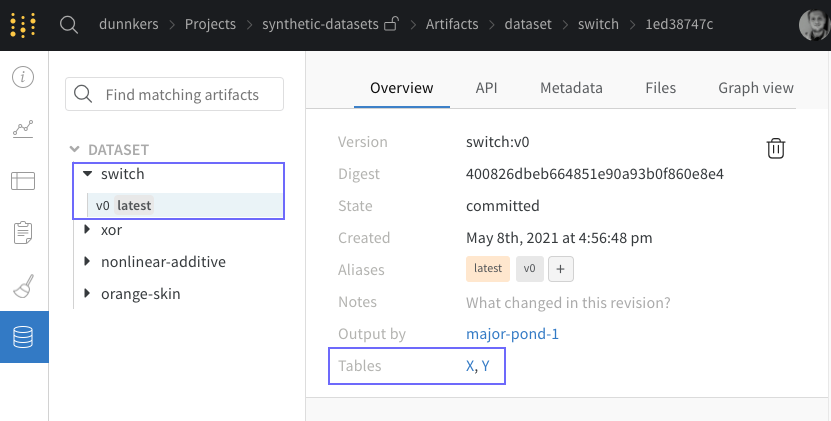 dunnkers > Projects > synthetic-datasets > Artifacts > dataset > switch > 1ed38747c
Find matching artifacts
DATASET
switch
v0 latest
xor
nonlinear-additive
orange-skin
Overview API Metadata Files Graph view
Version switch:v0
Digest 400826dbeb664851e90a93b0f860e8e4
State committed
Created May 8th, 2021 at 4:56:48 pm
Aliases latest v0 +
Notes What changed in this revision?
Output by major-pond-1
Tables X, Y